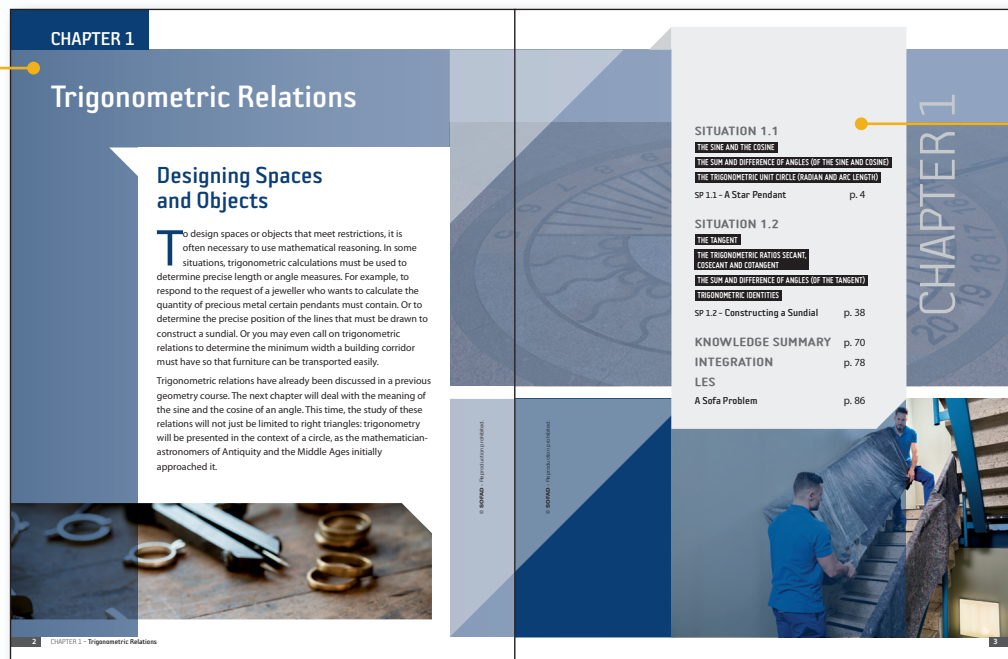 CHAPTER 1
Trigonometric Relations
Designing Spaces
and Objects
To design spaces or objects that meet restrictions, it is
often necessary to use mathematical reasoning. In some
situations, trigonometric calculations must be used to
determine precise length or angle measures. For example, to
respond to the request of a jeweller who wants to calculate the
quantity of precious metal certain pendants must contain. Or to
determine the precise position of the lines that must be drawn to
construct a sundial. Or you may even call on trigonometric
relations to determine the minimum width a building corridor
must have so that furniture can be transported easily.
Trigonometric relations have already been discussed in a previous
geometry course. The next chapter will deal with the meaning of
the sine and the cosine of an angle. This time, the study of these
relations will not just be limited to right triangles: trigonometry
will be presented in the context of a circle, as the mathematician-
astronomers of Antiquity and the Middle Ages initially
approached it.
© SOFAD - Reproduction prohibited.
2 CHAPTER 1 – Trigonometric Relations
SITUATION 1.1
THE SINE AND THE COSINE
THE SUM AND DIFFERENCE OF ANGLES (OF THE SINE AND COSINE)
THE TRIGONOMETRIC UNIT CIRCLE (RADIAN AND ARC LENGTH)
SP 1.1 – A Star Pendant p. 4
SITUATION 1.2
THE TANGENT
THE TRIGONOMETRIC RATIOS SECANT,
COSECANT AND COTANGENT
THE SUM AND DIFFERENCE OF ANGLES (OF THE TANGENT)
TRIGONOMETRIC IDENTITIES
SP 1.2 – Constructing a Sundial p. 38
KNOWLEDGE SUMMARY p. 70
INTEGRATION p. 78
LES
A Sofa Problem p. 86
CHAPTER 1
17
18
19
20
© SOFAD - Reproduction prohibited.
3